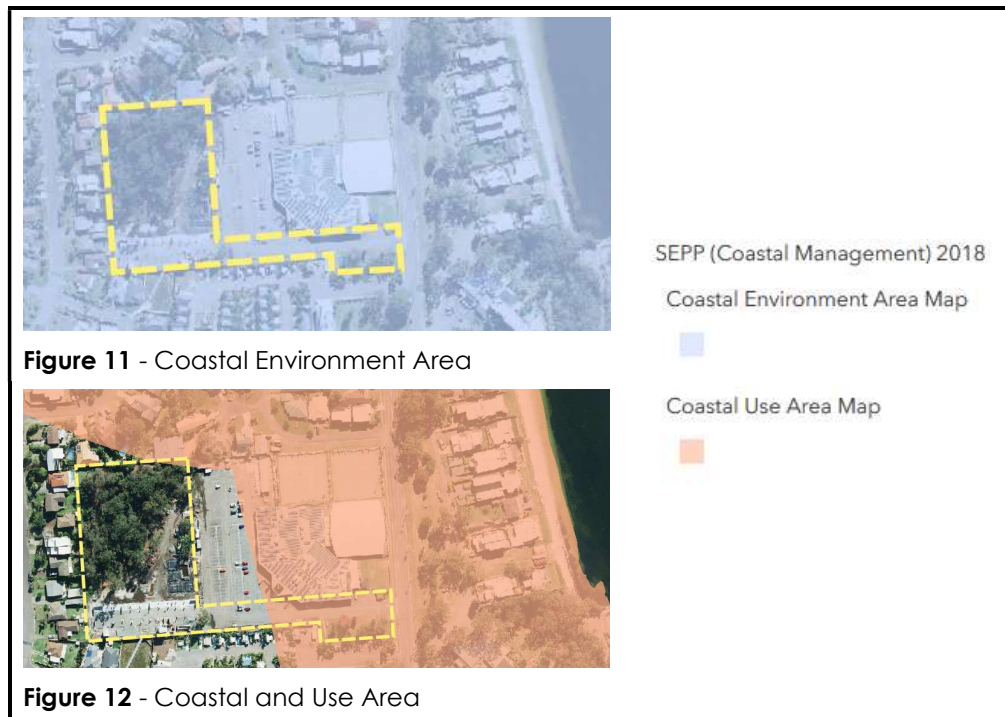 Figure 11 - Coastal Environment Area
Figure 12 - Coastal and Use Area
SEPP (Coastal Management) 2018
Coastal Environment Area Map
Coastal Use Area Map